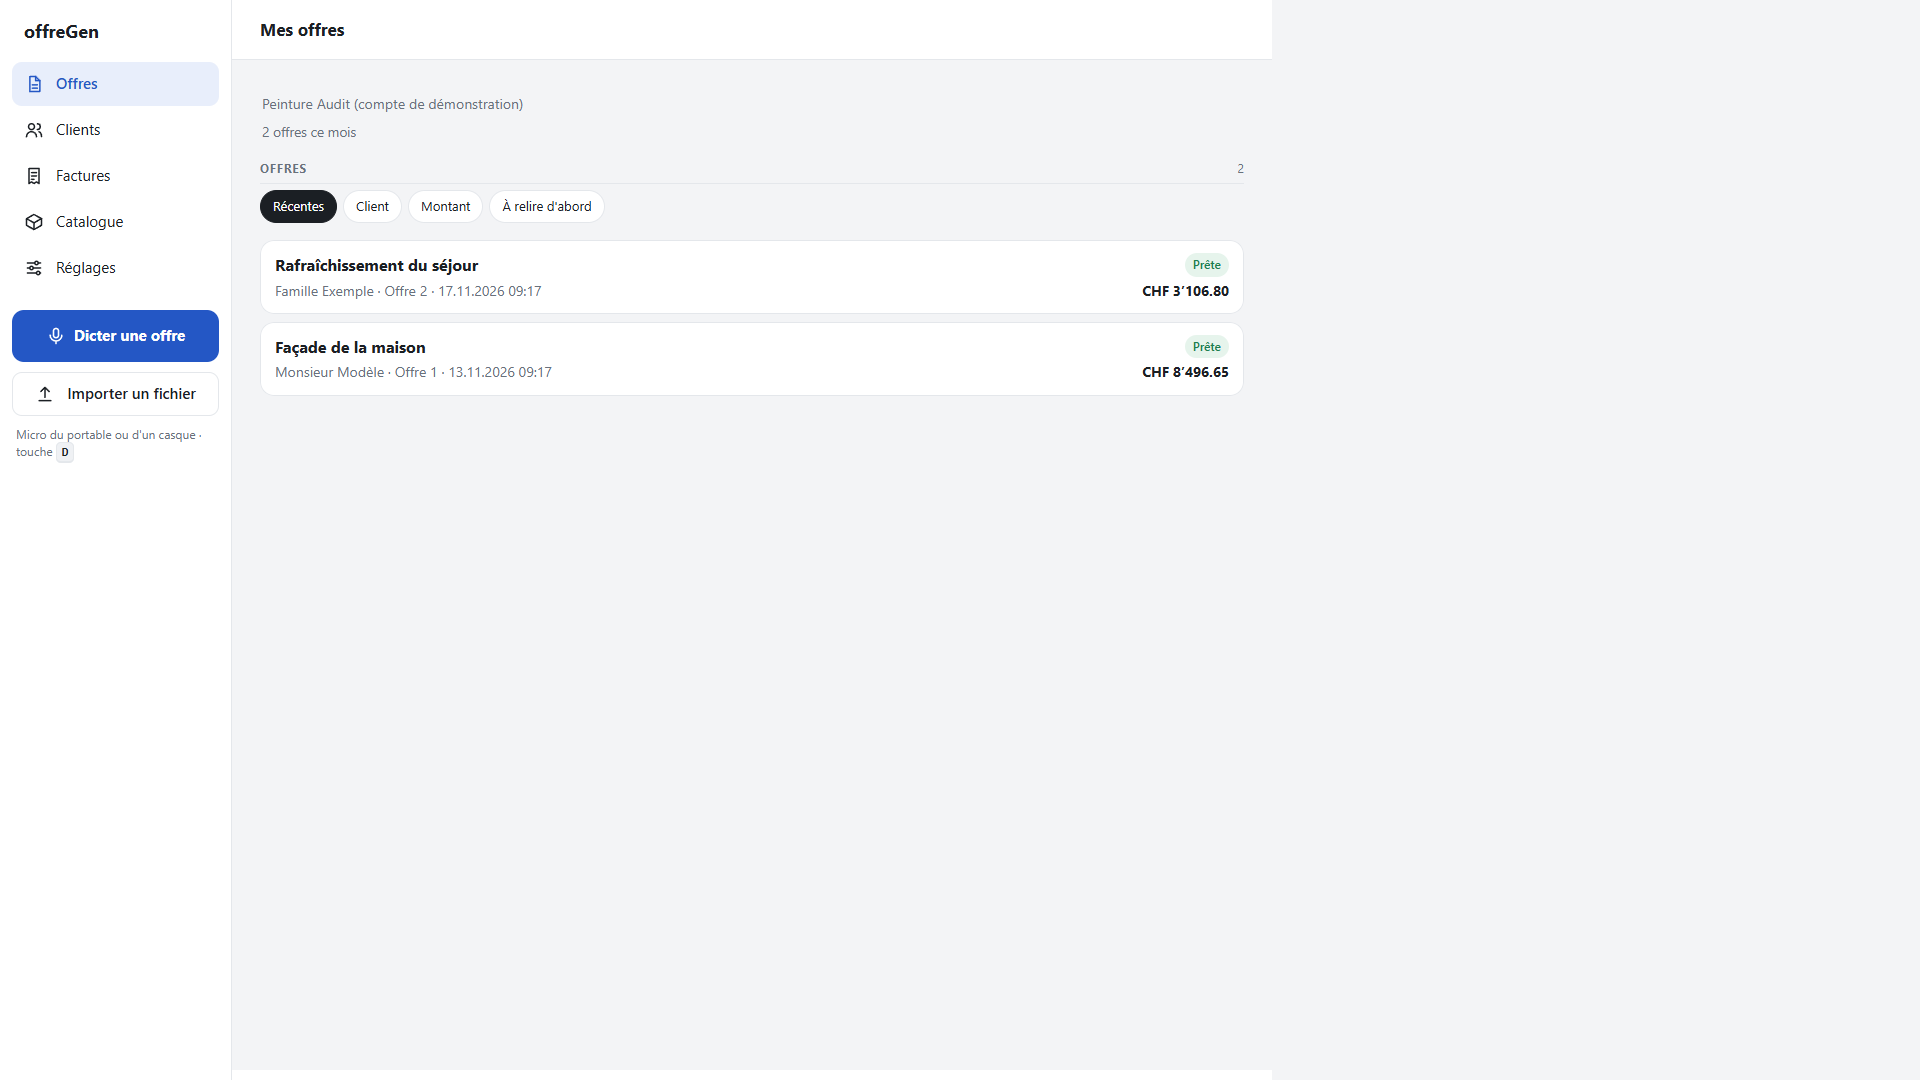 offreGen
Offres
Clients
Factures
Catalogue
Réglages
Dicter une offre
Importer un fichier
Micro du portable ou d'un casque ·
touche D
Mes offres
Peinture Audit (compte de démonstration)
2 offres ce mois
OFFRES 2
Récentes Client Montant À relire d'abord
Rafraîchissement du séjour Prête
Famille Exemple · Offre 2 · 17.11.2026 09:17 CHF 3’106.80
Façade de la maison Prête
Monsieur Modèle · Offre 1 · 13.11.2026 09:17 CHF 8’496.65